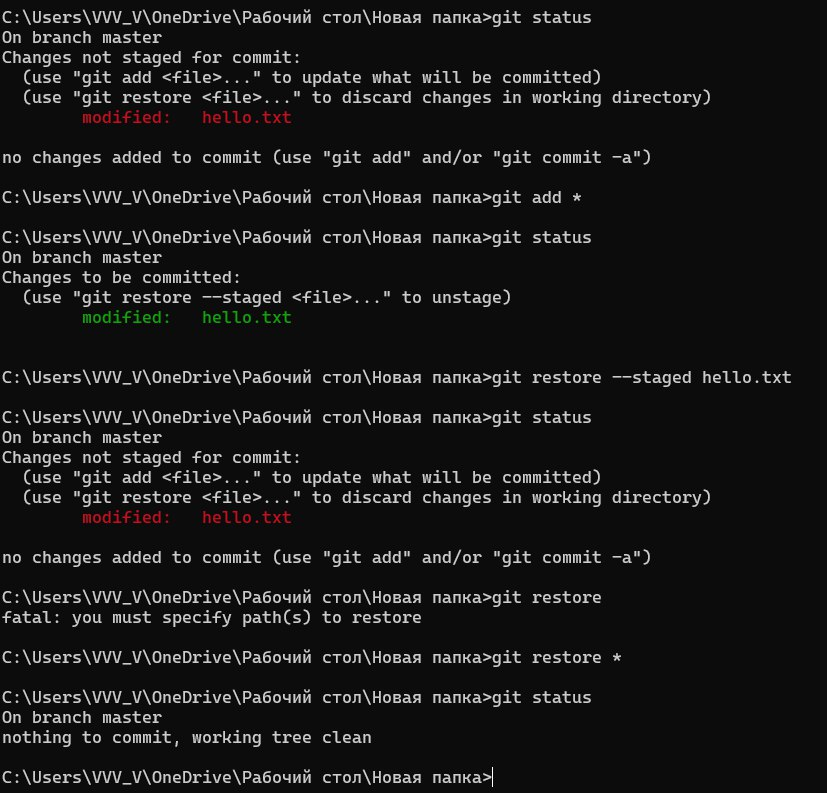 C:\Users\VVV_V\OneDrive\Рабочий стол\Новая папка>git status
On branch master
Changes not staged for commit:
  (use "git add <file>..." to update what will be committed)
  (use "git restore <file>..." to discard changes in working directory)
        modified:   hello.txt

no changes added to commit (use "git add" and/or "git commit -a")

C:\Users\VVV_V\OneDrive\Рабочий стол\Новая папка>git add *

C:\Users\VVV_V\OneDrive\Рабочий стол\Новая папка>git status
On branch master
Changes to be committed:
  (use "git restore --staged <file>..." to unstage)
        modified:   hello.txt


C:\Users\VVV_V\OneDrive\Рабочий стол\Новая папка>git restore --staged hello.txt

C:\Users\VVV_V\OneDrive\Рабочий стол\Новая папка>git status
On branch master
Changes not staged for commit:
  (use "git add <file>..." to update what will be committed)
  (use "git restore <file>..." to discard changes in working directory)
        modified:   hello.txt

no changes added to commit (use "git add" and/or "git commit -a")

C:\Users\VVV_V\OneDrive\Рабочий стол\Новая папка>git restore
fatal: you must specify path(s) to restore

C:\Users\VVV_V\OneDrive\Рабочий стол\Новая папка>git restore *

C:\Users\VVV_V\OneDrive\Рабочий стол\Новая папка>git status
On branch master
nothing to commit, working tree clean

C:\Users\VVV_V\OneDrive\Рабочий стол\Новая папка>